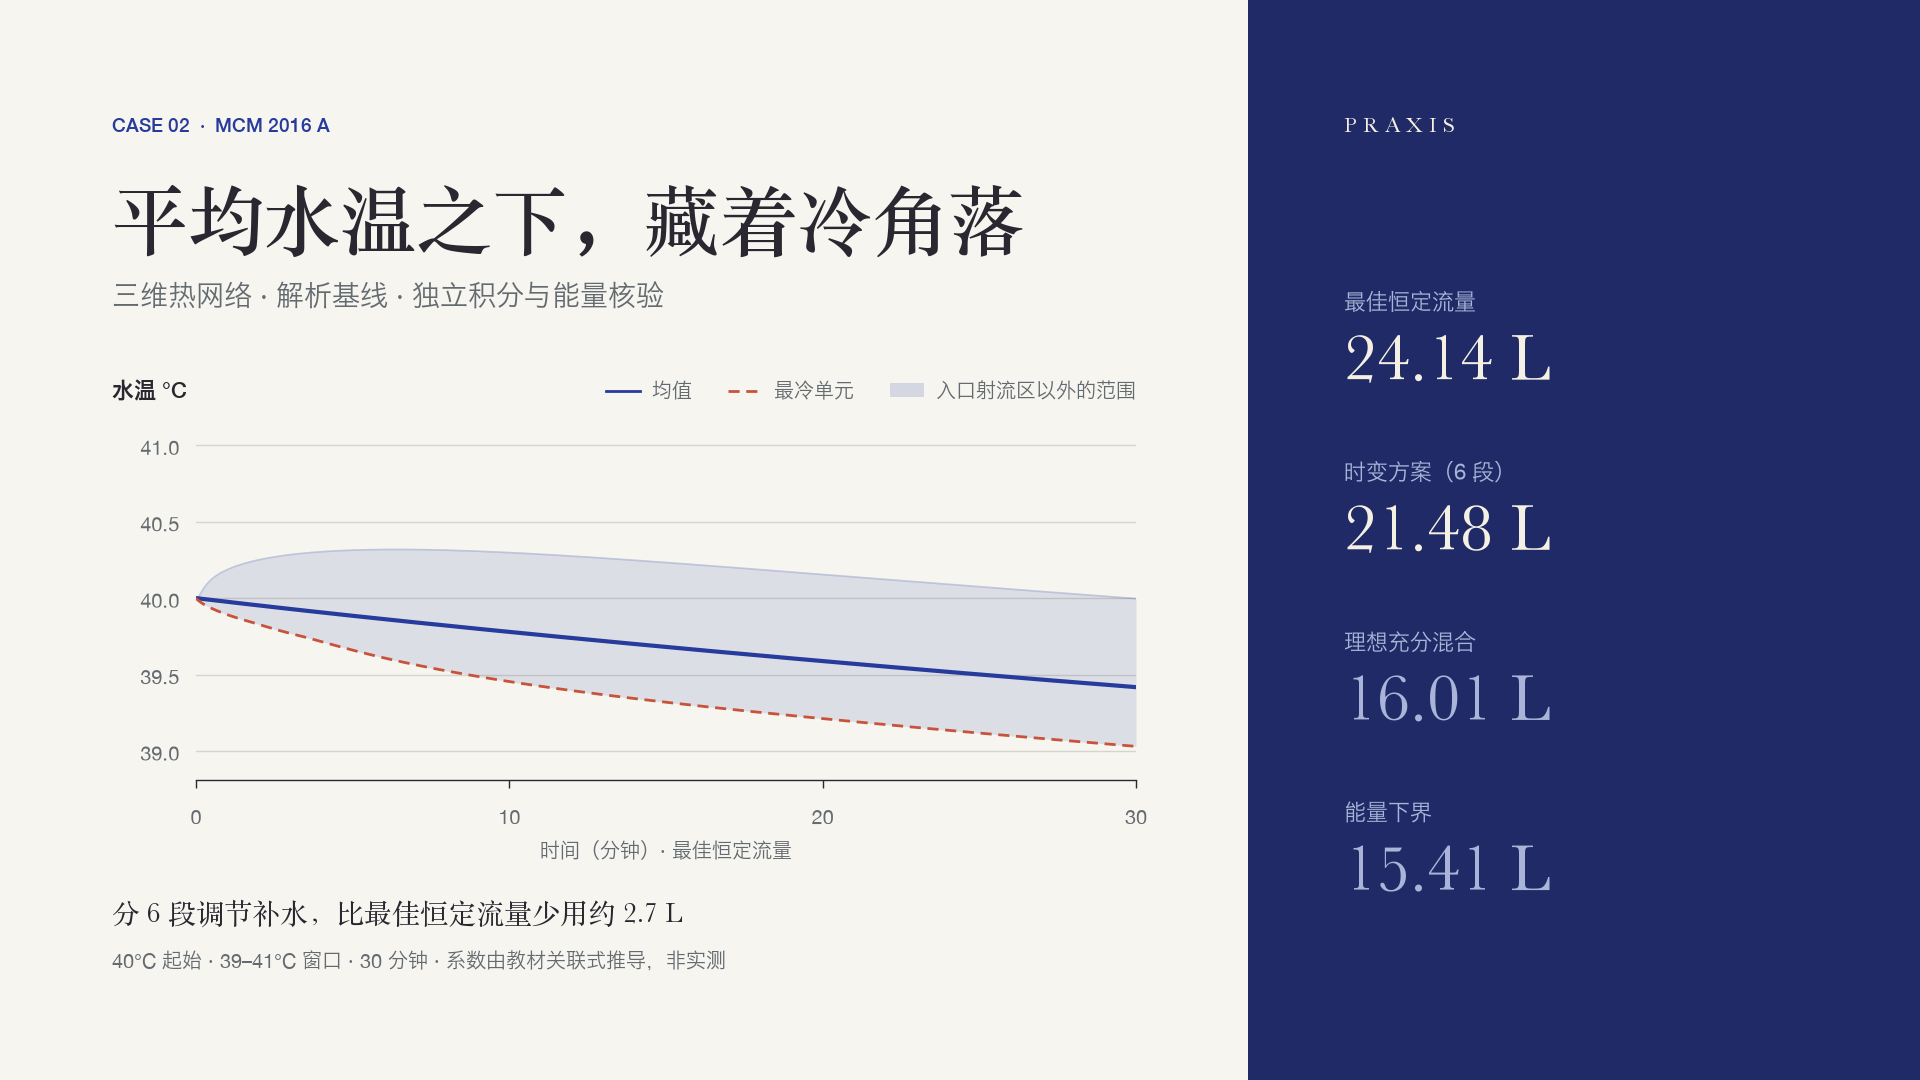 CASE 02 · MCM 2016 A
平均水温之下，藏着冷角落
三维热网络 · 解析基线 · 独立积分与能量核验
水温 °C
均值
最冷单元
入口射流区以外的范围
41.0
40.5
40.0
39.5
39.0
0
10
20
30
时间（分钟）· 最佳恒定流量
分 6 段调节补水，比最佳恒定流量少用约 2.7 L
40°C 起始 · 39–41°C 窗口 · 30 分钟 · 系数由教材关联式推导，非实测
PRAXIS
最佳恒定流量
24.14 L
时变方案（6 段）
21.48 L
理想充分混合
16.01 L
能量下界
15.41 L